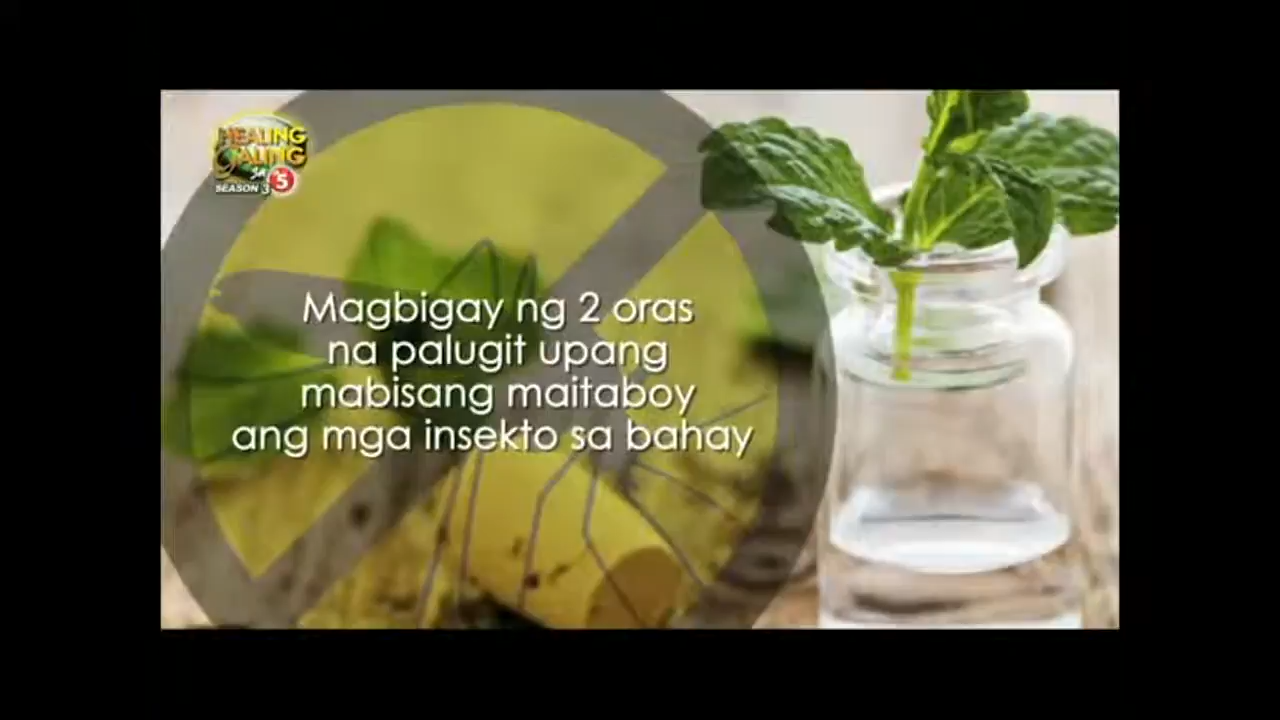 HEALING
GALING
sa 5
SEASON 3
Magbigay ng 2 oras
na palugit upang
mabisang maitaboy
ang mga insekto sa bahay